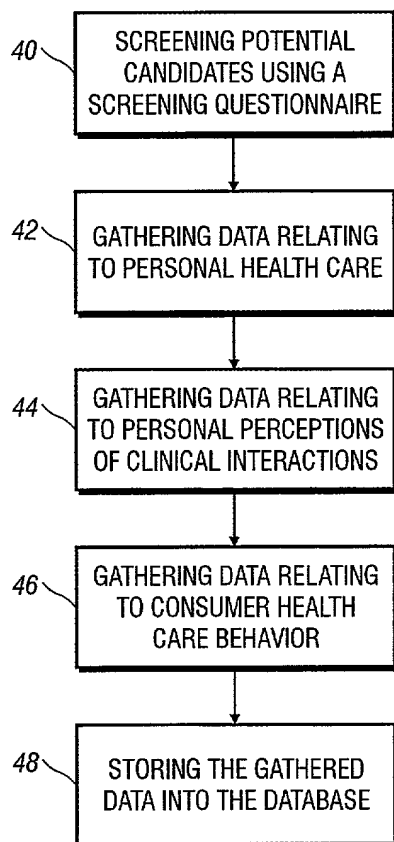 40
SCREENING POTENTIAL
CANDIDATES USING A
SCREENING QUESTIONNAIRE
42
GATHERING DATA RELATING
TO PERSONAL HEALTH CARE
44
GATHERING DATA RELATING
TO PERSONAL PERCEPTIONS
OF CLINICAL INTERACTIONS
46
GATHERING DATA RELATING
TO CONSUMER HEALTH
CARE BEHAVIOR
48
STORING THE GATHERED
DATA INTO THE DATABASE